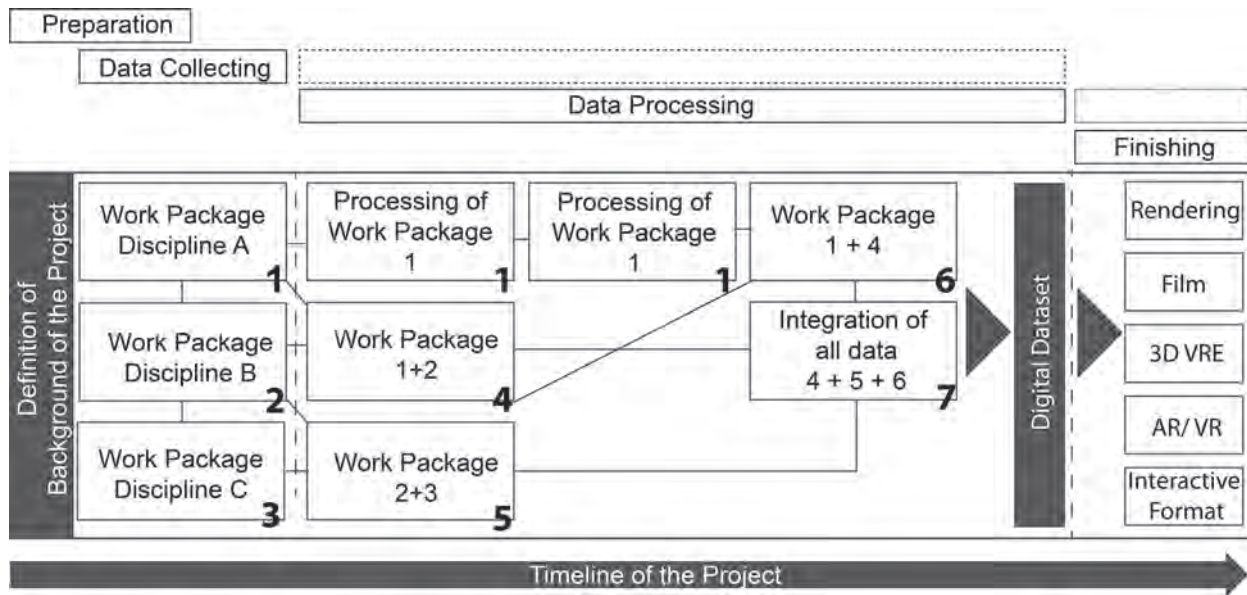 Preparation
Data Collecting
Data Processing
Finishing
Definition of
Background of the Project
Work Package
Discipline A
1
Processing of
Work Package
1
1
Processing of
Work Package
1
1
Work Package
1 + 4
6
Work Package
Discipline B
2
Work Package
1+2
4
Integration of
all data
4 + 5 + 6
7
Work Package
Discipline C
3
Work Package
2+3
5
Digital Dataset
Rendering
Film
3D VRE
AR/ VR
Interactive
Format
Timeline of the Project